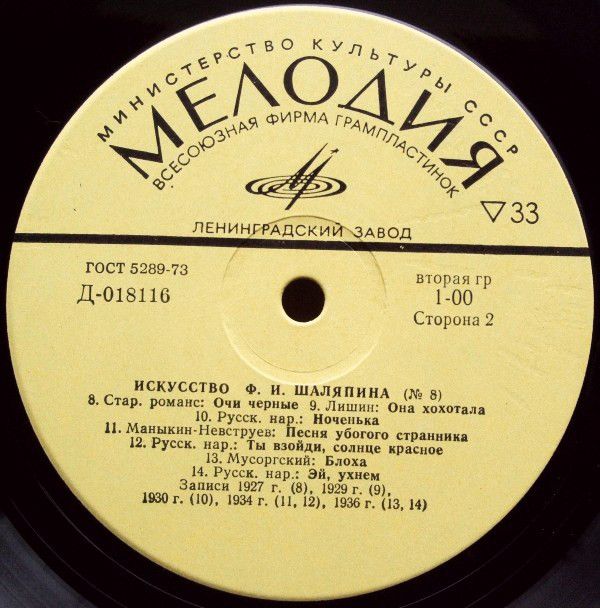 МИНИСТЕРСТВО КУЛЬТУРЫ СССР
МЕЛОДИЯ
ВСЕСОЮЗНАЯ ФИРМА ГРАМПЛАСТИНОК
▽33
ЛЕНИНГРАДСКИЙ ЗАВОД
ГОСТ 5289-73
Д-018116
вторая гр
1-00
Сторона 2
ИСКУССТВО Ф. И. ШАЛЯПИНА (№ 8)
8. Стар. романс: Очи черные 9. Лишин: Она хохотала
10. Русск. нар.: Ноченька
11. Маныкин-Невструев: Песня убогого странника
12. Русск. нар.: Ты взойди, солнце красное
13. Мусоргский: Блоха
14. Русск. нар.: Эй, ухнем
Записи 1927 г. (8), 1929 г. (9),
1930 г. (10), 1934 г. (11, 12), 1936 г. (13, 14)